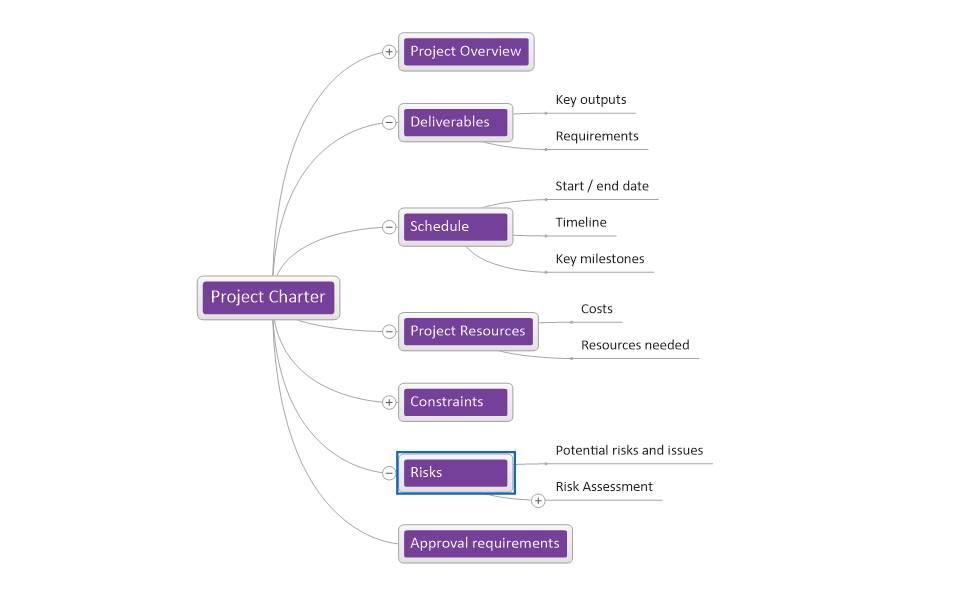 Project Overview
Deliverables
Key outputs
Requirements
Schedule
Start / end date
Timeline
Key milestones
Project Charter
Project Resources
Costs
Resources needed
Constraints
Risks
Potential risks and issues
Risk Assessment
Approval requirements